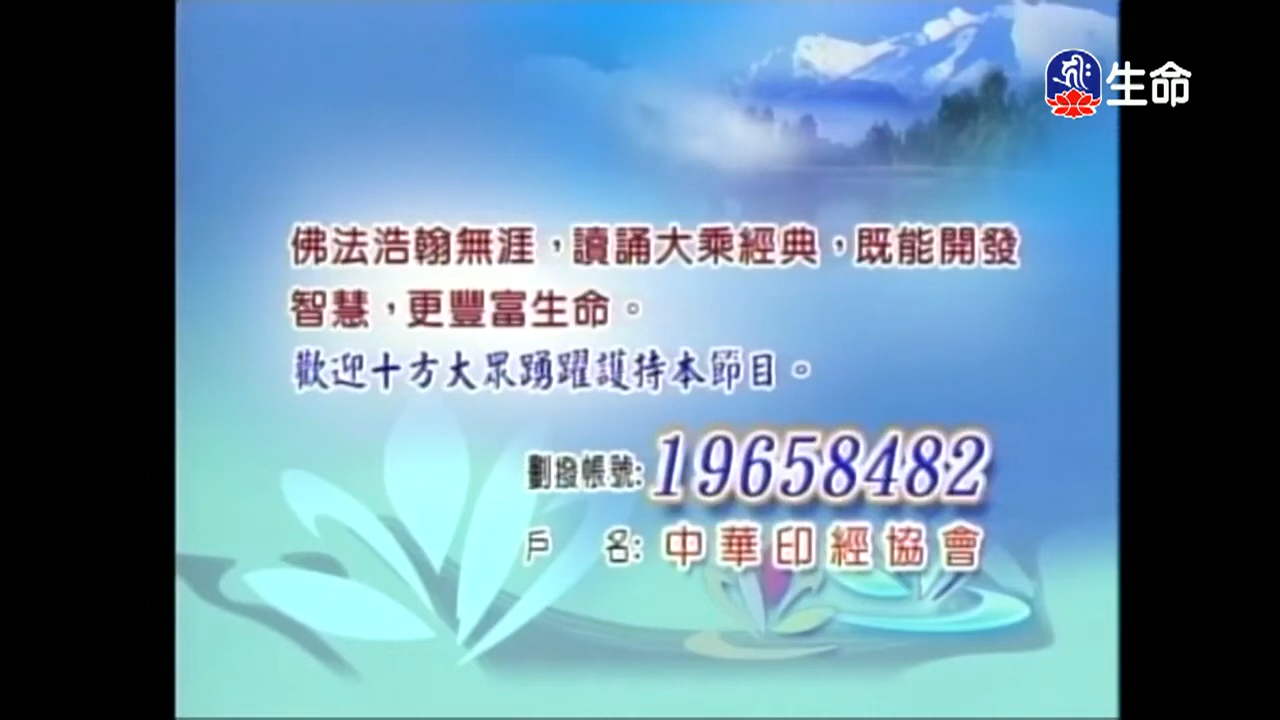 生命
佛法浩翰無涯，讀誦大乘經典，既能開發
智慧，更豐富生命。
歡迎十方大眾踴躍護持本節目。
劃撥帳號:19658482
戶 名:中華印經協會